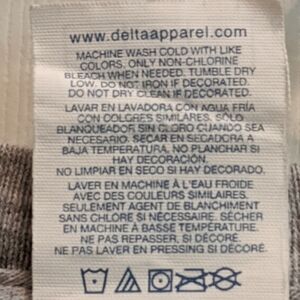 www.deltaapparel.com
MACHINE WASH COLD WITH LIKE
COLORS. ONLY NON-CHLORINE
BLEACH WHEN NEEDED. TUMBLE DRY
LOW. DO NOT IRON IF DECORATED.
DO NOT DRY CLEAN IF DECORATED.
LAVAR EN LAVADORA CON AGUA FRÍA
CON COLORES SIMILARES. SÓLO
BLANQUEADOR SIN CLORO CUANDO SEA
NECESARIO. SECAR EN SECADORA A
BAJA TEMPERATURA. NO PLANCHAR SI
HAY DECORACIÓN.
NO LIMPIAR EN SECO SI HAY DECORADO.
LAVER EN MACHINE À L'EAU FROIDE
AVEC DES COULEURS SIMILAIRES.
SEULEMENT AGENT DE BLANCHIMENT
SANS CHLORE SI NÉCESSAIRE. SÉCHER
EN MACHINE À BASSE TEMPÉRATURE.
NE PAS REPASSER, SI DÉCORÉ.
NE PAS LAVER À SEC SI DÉCORÉ.